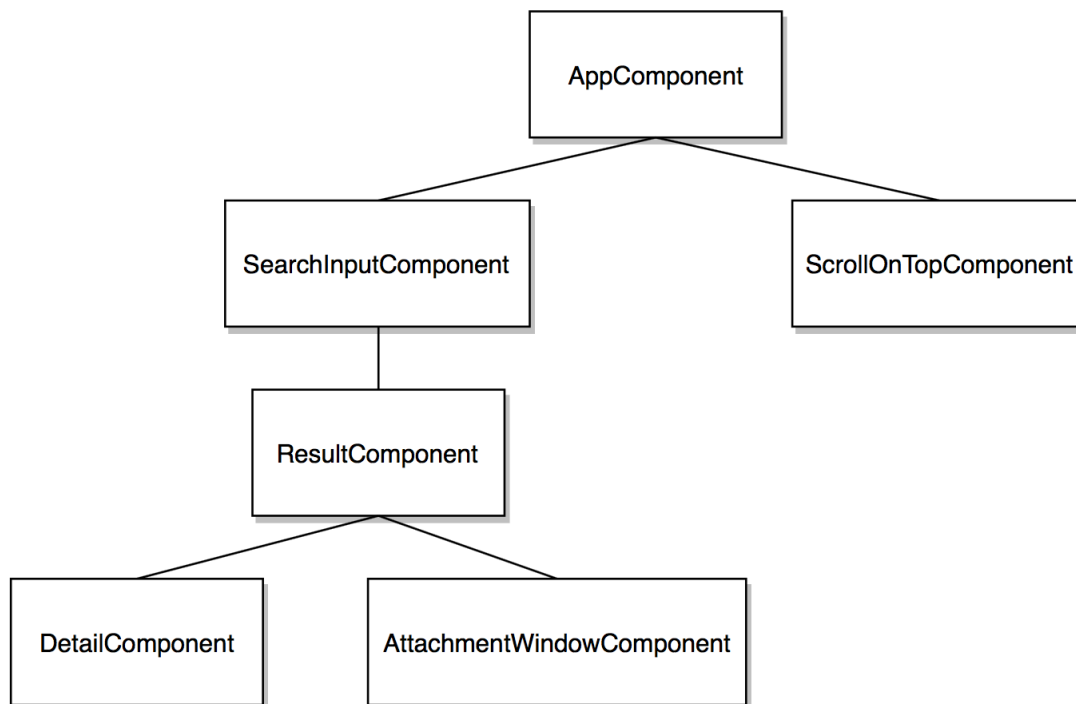 AppComponent
SearchInputComponent
ScrollOnTopComponent
ResultComponent
DetailComponent
AttachmentWindowComponent